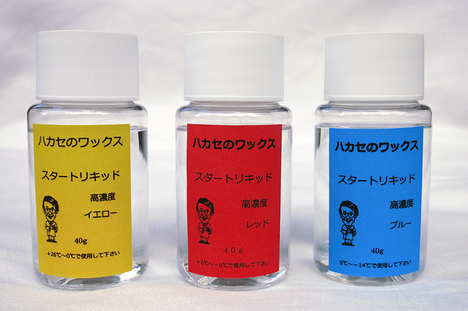 ハカセのワックス
スタートリキッド
高濃度
イエロー
40g
+26℃〜0℃で使用して下さい
ハカセのワックス
スタートリキッド
高濃度
レッド
40g
ハカセのワックス
スタートリキッド
高濃度
ブルー
40g
0℃〜-14℃で使用して下さい